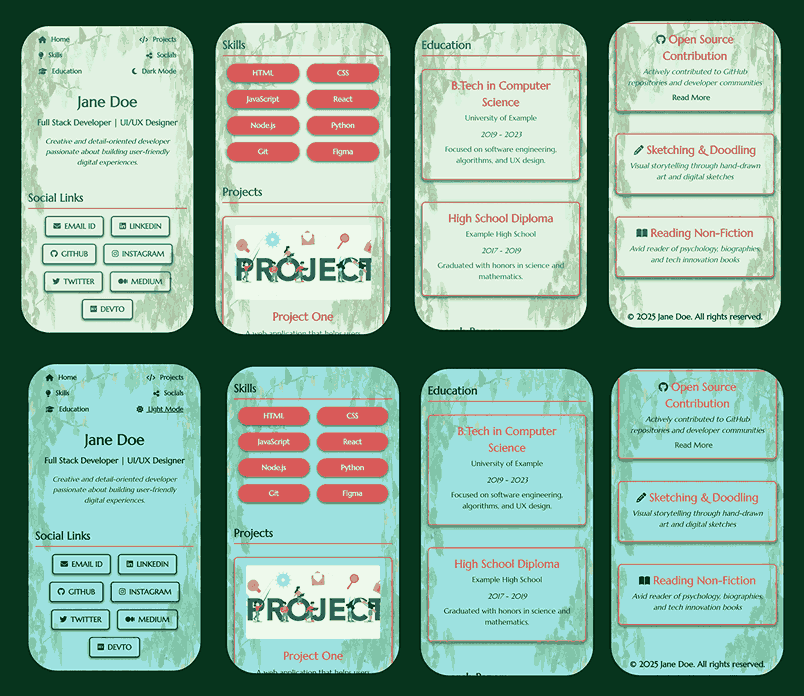 Home
Projects
Skills
Socials
Education
Dark Mode
Jane Doe
Full Stack Developer | UI/UX Designer
Creative and detail-oriented developer
passionate about building user-friendly
digital experiences.
Social Links
EMAIL ID
LINKEDIN
GITHUB
INSTAGRAM
TWITTER
MEDIUM
DEVTO
Skills
HTML
CSS
JavaScript
React
Node.js
Python
Git
Figma
Projects
PROJECT
Project One
A web application that helps users
Education
B.Tech in Computer
Science
University of Example
2019 - 2023
Focused on software engineering,
algorithms, and UX design.
High School Diploma
Example High School
2017 - 2019
Graduated with honors in science and
mathematics.
Open Source
Contribution
Actively contributed to GitHub
repositories and developer communities
Read More
Sketching & Doodling
Visual storytelling through hand-drawn
art and digital sketches
Reading Non-Fiction
Avid reader of psychology, biographies,
and tech innovation books
© 2025 Jane Doe. All rights reserved.
Home
Projects
Skills
Socials
Education
Light Mode
Jane Doe
Full Stack Developer | UI/UX Designer
Creative and detail-oriented developer
passionate about building user-friendly
digital experiences.
Social Links
EMAIL ID
LINKEDIN
GITHUB
INSTAGRAM
TWITTER
MEDIUM
DEVTO
Skills
HTML
CSS
JavaScript
React
Node.js
Python
Git
Figma
Projects
PROJECT
Project One
A web application that helps users
Education
B.Tech in Computer
Science
University of Example
2019 - 2023
Focused on software engineering,
algorithms, and UX design.
High School Diploma
Example High School
2017 - 2019
Graduated with honors in science and
mathematics.
Open Source
Contribution
Actively contributed to GitHub
repositories and developer communities
Read More
Sketching & Doodling
Visual storytelling through hand-drawn
art and digital sketches
Reading Non-Fiction
Avid reader of psychology, biographies,
and tech innovation books
© 2025 Jane Doe. All rights reserved.